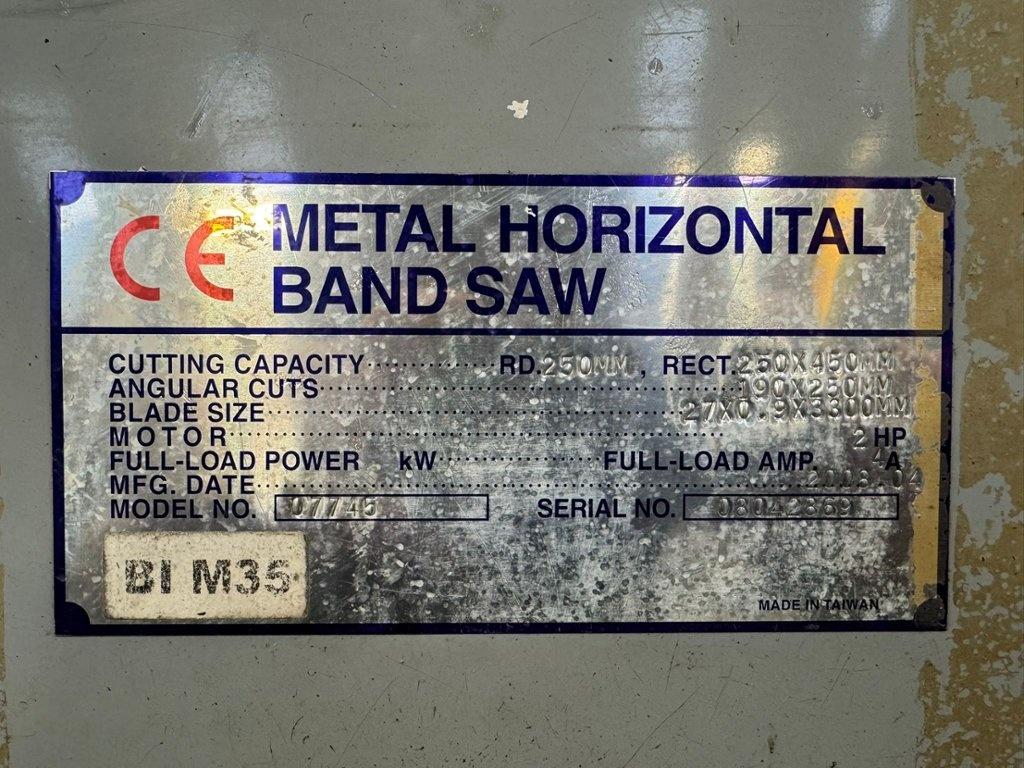 CE METAL HORIZONTAL
BAND SAW
CUTTING CAPACITY RD.250MM, RECT.250X450MM
ANGULAR CUTS 190X250MM
BLADE SIZE 27X0.9X3300MM
MOTOR 2 HP
FULL-LOAD POWER kW FULL-LOAD AMP. 4A
MFG. DATE 2008.04
MODEL NO. 07745 SERIAL NO. 08042869
BI M35
MADE IN TAIWAN